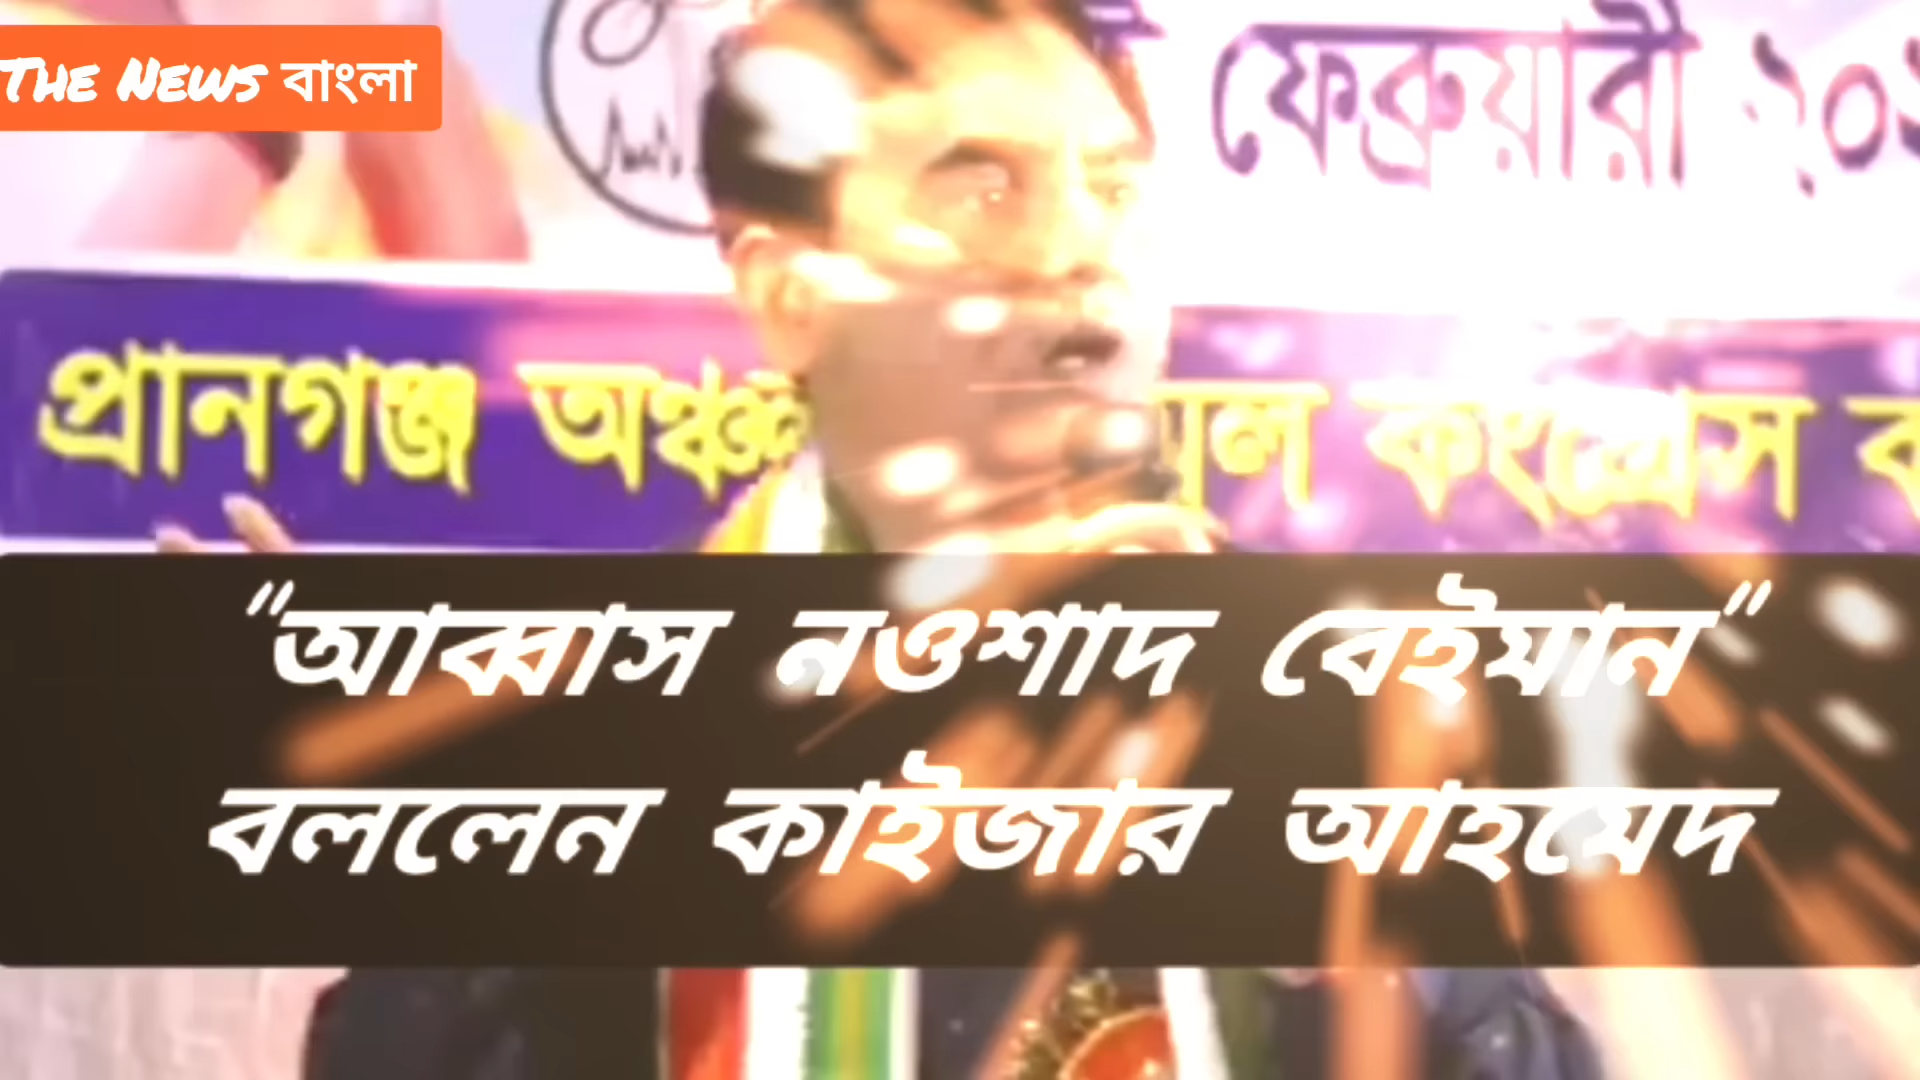 The News বাংলা
ফেব্রুয়ারী
প্রানগঞ্জ কংগ্রেস
"আব্বাস নওশাদ বেইমান"
বললেন কাইজার আহমেদ